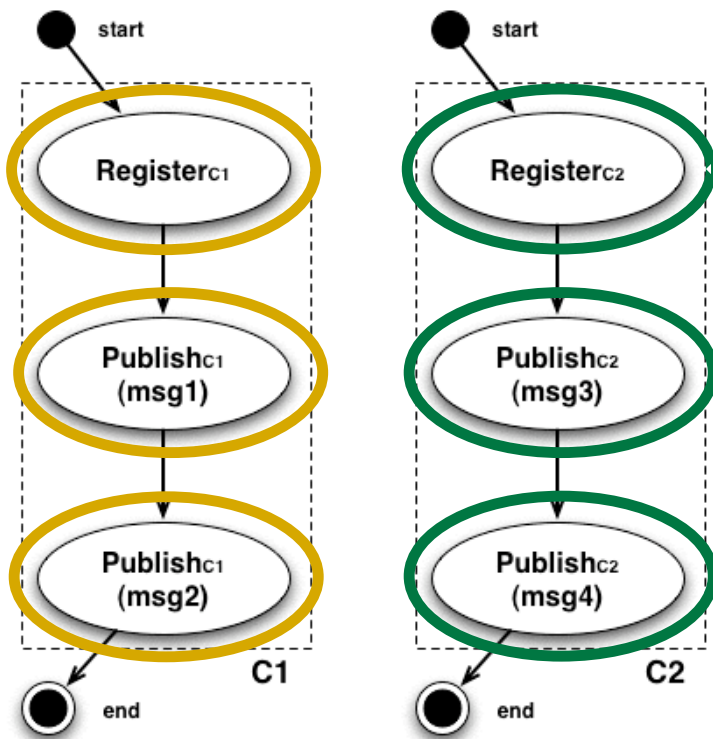 start
RegisterC1
PublishC1
(msg1)
PublishC1
(msg2)
C1
end
start
RegisterC2
PublishC2
(msg3)
PublishC2
(msg4)
C2
end